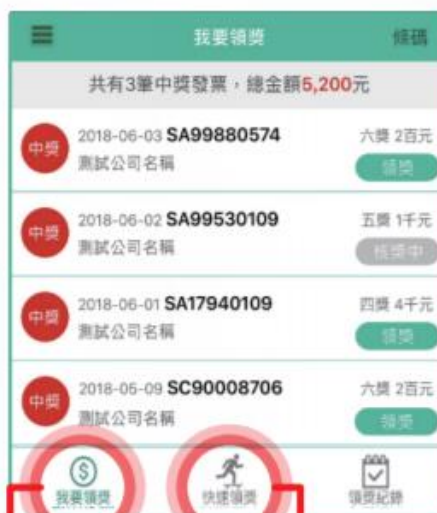 我要領獎 條碼
共有3筆中獎發票，總金額5,200元
中獎 2018-06-03 SA99880574 六獎 2百元
測試公司名稱 領獎
中獎 2018-06-02 SA99530109 五獎 1千元
測試公司名稱 核獎中
中獎 2018-06-01 SA17940109 四獎 4千元
測試公司名稱 領獎
中獎 2018-05-09 SC90008706 六獎 2百元
測試公司名稱 領獎
我要領獎 快速領獎 領獎紀錄